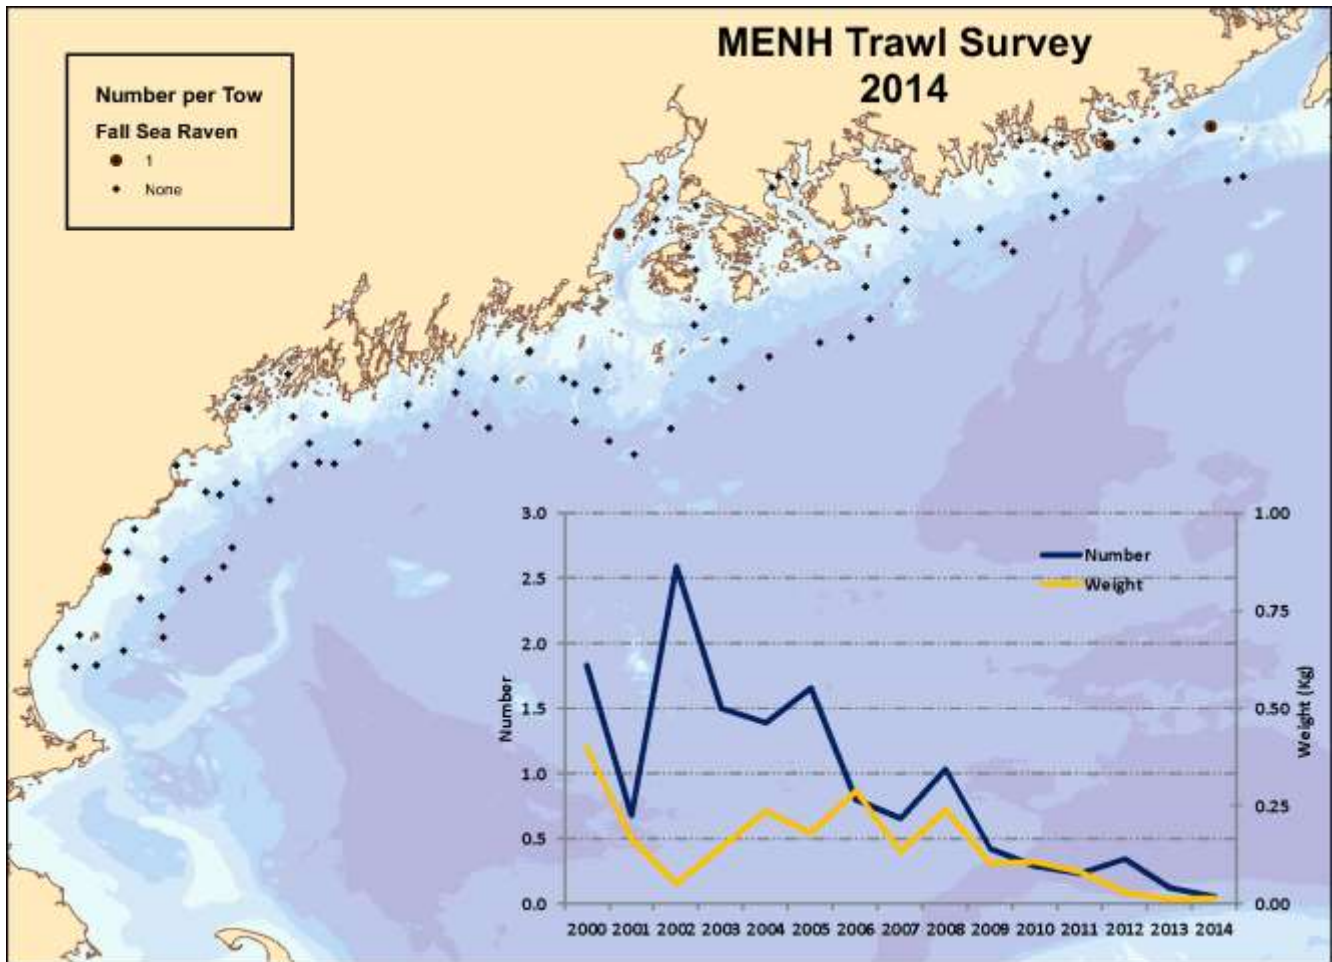 MENH Trawl Survey
2014
Number per Tow
Fall Sea Raven
1
None
3.0
2.5
2.0
1.5
1.0
0.5
0.0
Number
1.00
0.75
0.50
0.25
0.00
Weight (Kg)
Number
Weight
2000 2001 2002 2003 2004 2005 2006 2007 2008 2009 2010 2011 2012 2013 2014